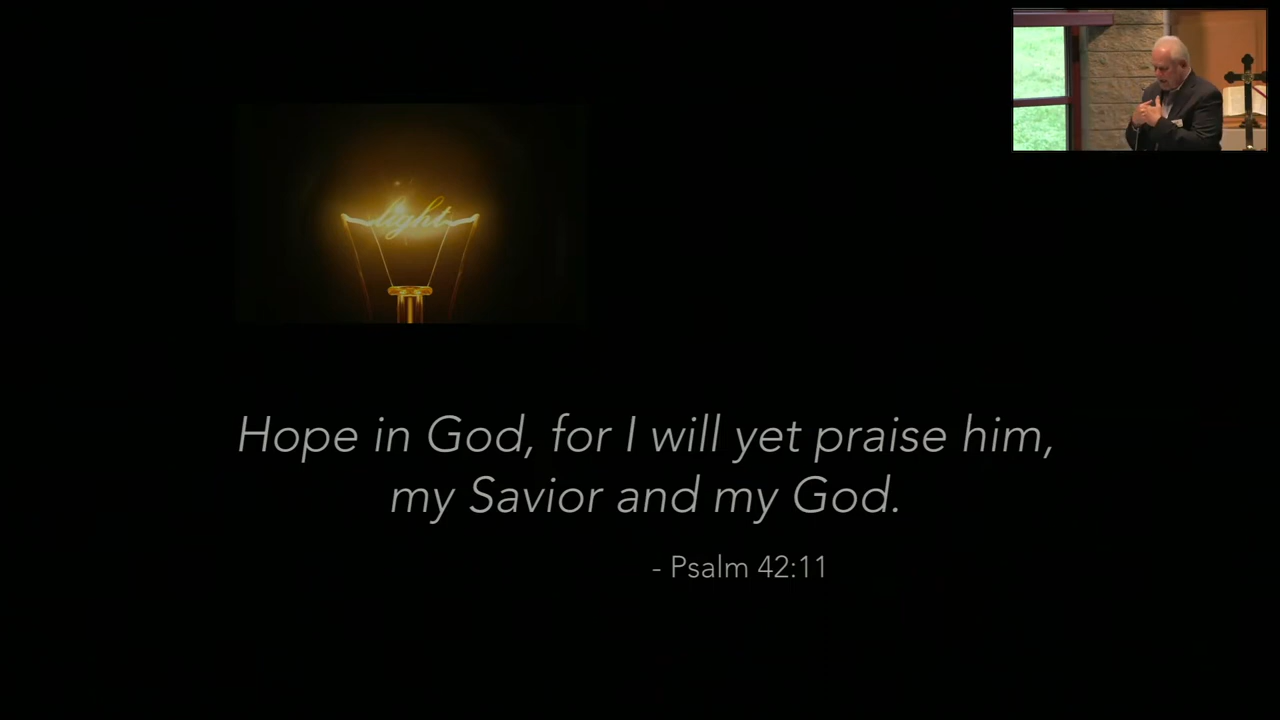 light
Hope in God, for I will yet praise him,
my Savior and my God.
- Psalm 42:11